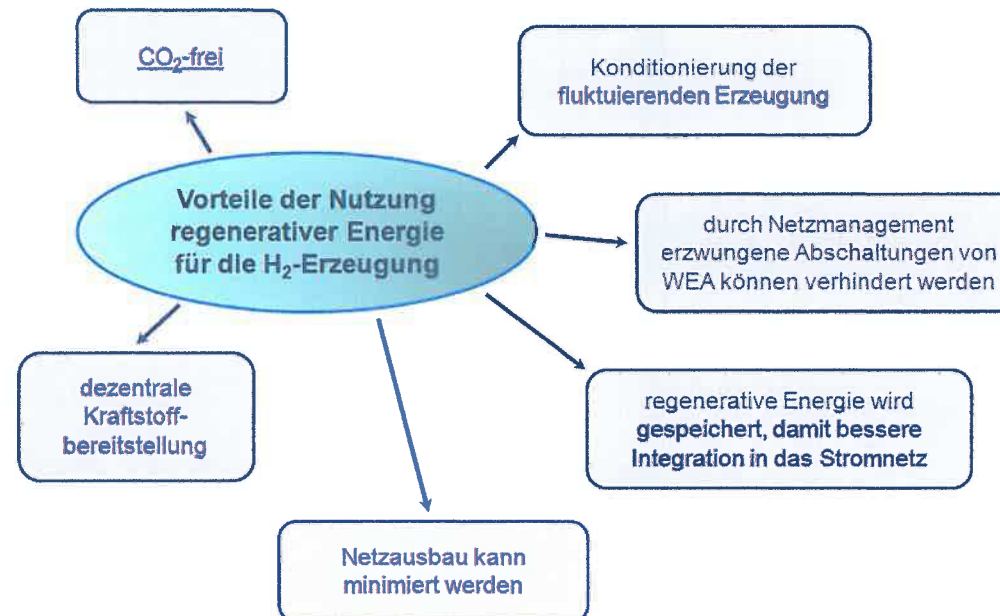 CO₂-frei
Konditionierung der
fluktuierenden Erzeugung
Vorteile der Nutzung
regenerativer Energie
für die H₂-Erzeugung
durch Netzmanagement
erzwungene Abschaltungen von
WEA können verhindert werden
dezentrale
Kraftstoff-
bereitstellung
regenerative Energie wird
gespeichert, damit bessere
Integration in das Stromnetz
Netzausbau kann
minimiert werden